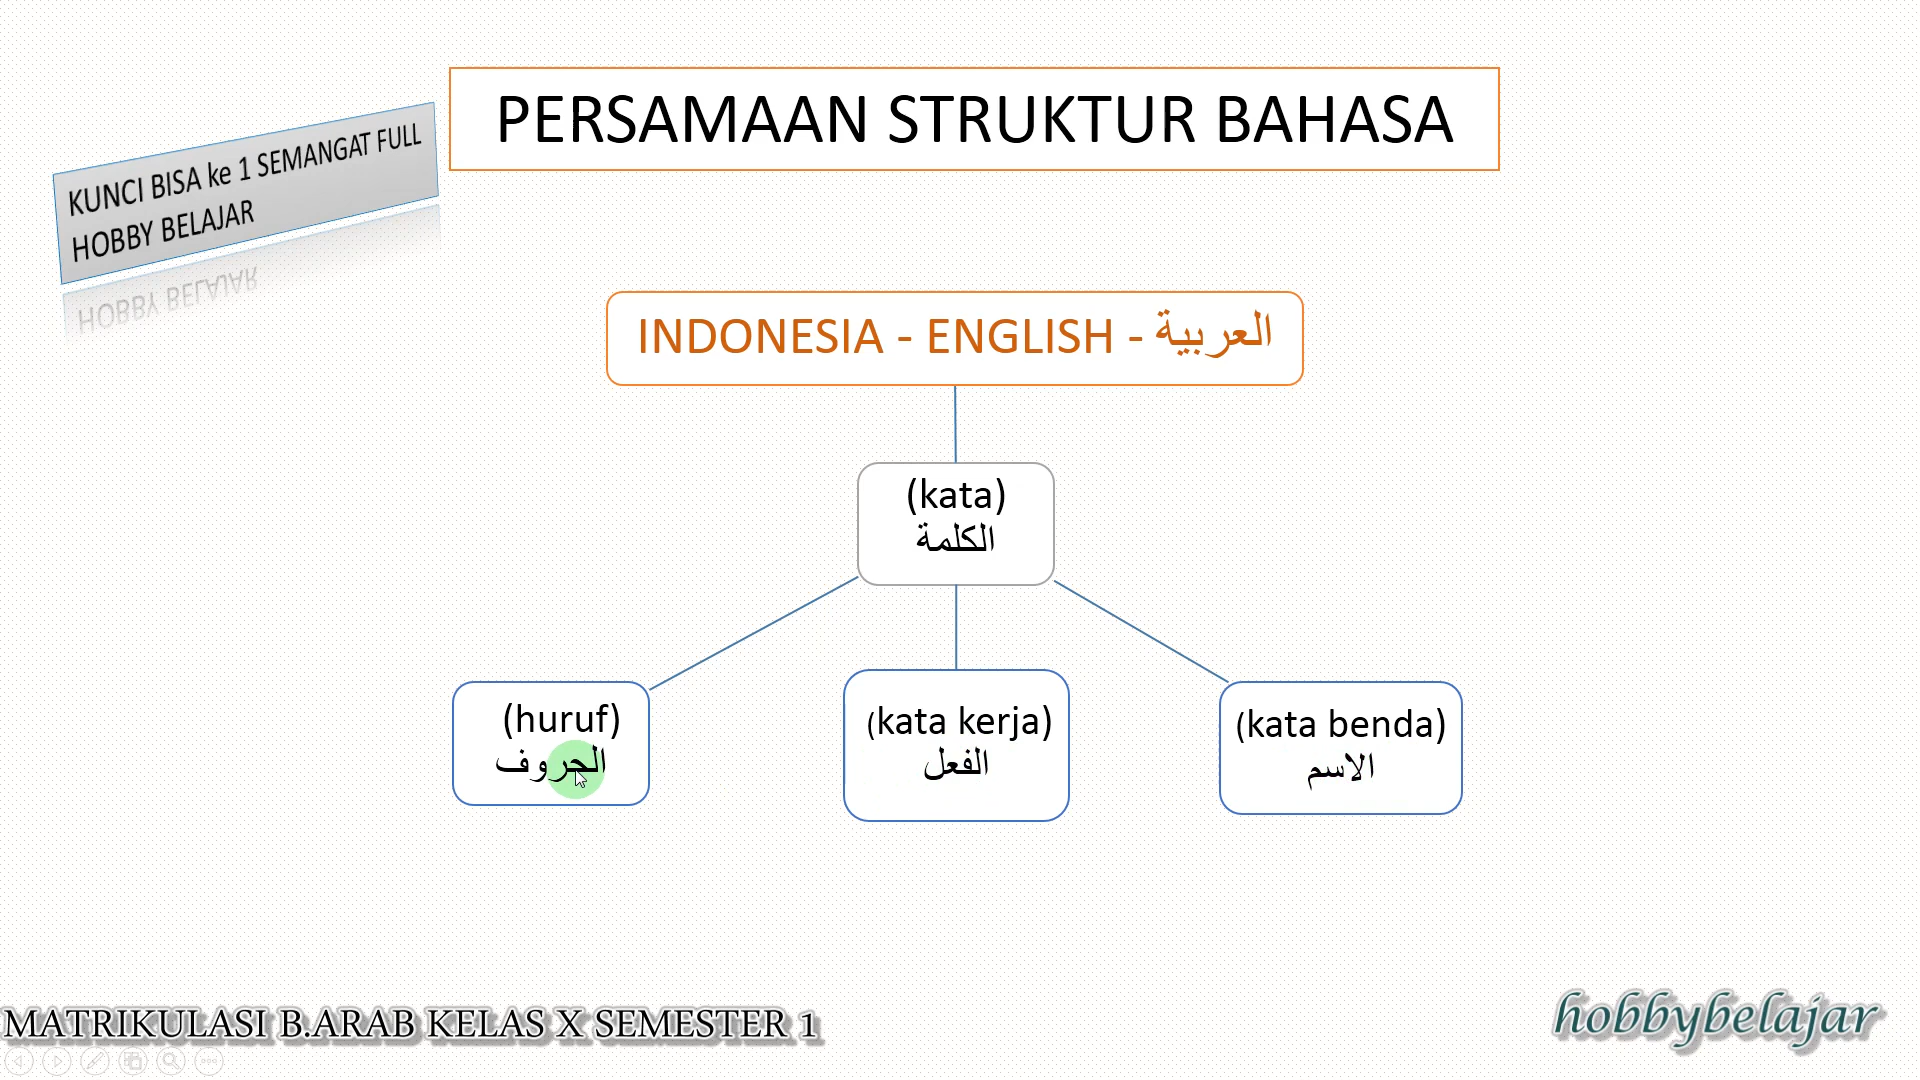 PERSAMAAN STRUKTUR BAHASA
KUNCI BISA ke 1 SEMANGAT FULL
HOBBY BELAJAR
INDONESIA - ENGLISH - العربية
(kata)
الكلمة
(huruf)
الحروف
(kata kerja)
الفعل
(kata benda)
الاسم
MATRIKULASI B.ARAB KELAS X SEMESTER 1
hobbybelajar